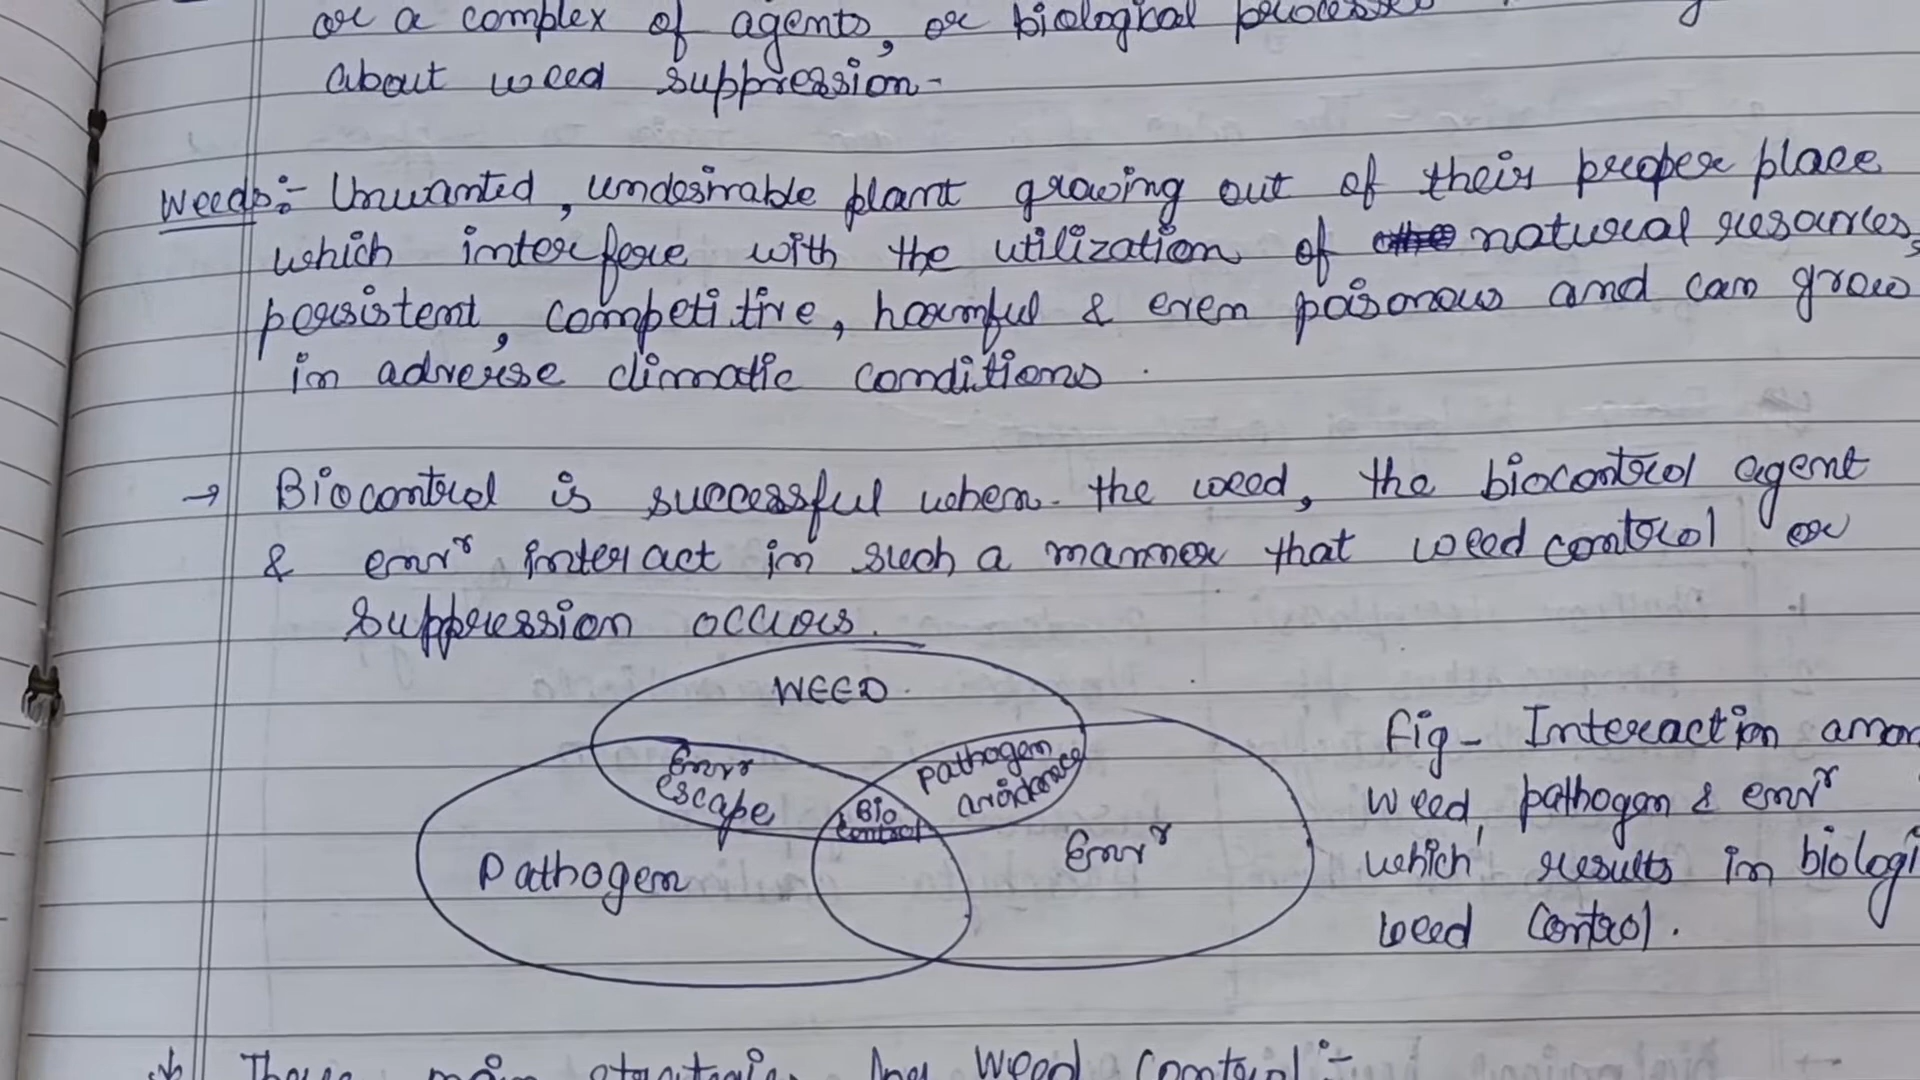 or a complex of agents, or biological
about weed suppression-
Weeds:- Unwanted, undesirable plant growing out of their proper place
which interfere with the utilization of natural resources,
persistent, competitive, harmful & even poisonous and can grow
in adverse climatic conditions.
→ Biocontrol is successful when the weed, the biocontrol agent
& envr interact in such a manner that weed control or
suppression occurs.
WEED
Envr
escape
pathogen
avoidance
Bio
control
Pathogen
Envr
Fig- Interaction amon
weed, pathogen & envr
which results in biologi
weed control.
Weed Control:-